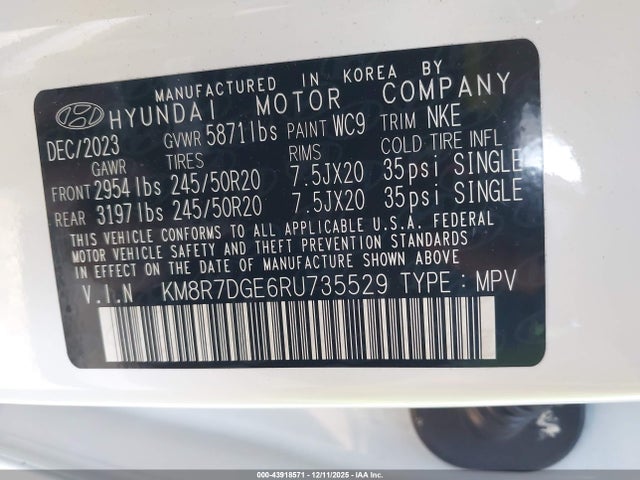 MANUFACTURED IN KOREA BY
HYUNDAI MOTOR COMPANY
DEC/2023 GVWR 5871lbs PAINT WC9 TRIM NKE
GAWR TIRES RIMS COLD TIRE INFL
FRONT 2954 lbs 245/50R20 7.5JX20 35psi SINGLE
REAR 3197 lbs 245/50R20 7.5JX20 35psi SINGLE
THIS VEHICLE CONFORMS TO ALL APPLICABLE U.S.A. FEDERAL
MOTOR VEHICLE SAFETY AND THEFT PREVENTION STANDARDS
IN EFFECT ON THE DATE OF MANUFACTURE SHOWN ABOVE.
V.I.N KM8R7DGE6RU735529 TYPE : MPV
000-43918571 - 12/11/2025 - IAA Inc.